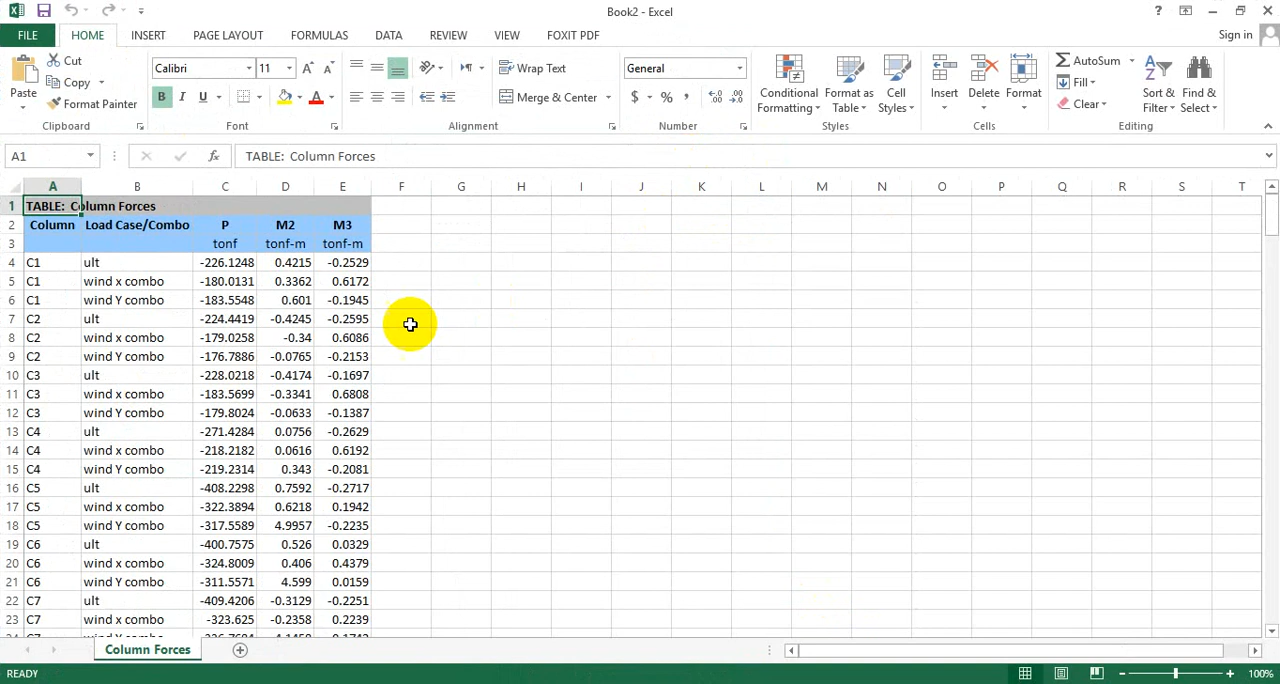 Book2 - Excel
?
Sign in
FILE HOME INSERT PAGE LAYOUT FORMULAS DATA REVIEW VIEW FOXIT PDF
Paste
Cut
Copy
Format Painter
Clipboard
Calibri 11
B I U
A
Font
Wrap Text
Merge & Center
Alignment
General
$ % ,
Number
Conditional Formatting
Format as Table
Cell Styles
Styles
Insert
Delete
Format
Cells
AutoSum
Fill
Clear
Sort & Filter
Find & Select
Editing
A1
fx
TABLE: Column Forces
A B C D E F G H I J K L M N O P Q R S T
1 TABLE: Column Forces
2 Column Load Case/Combo P M2 M3
3 tonf tonf-m tonf-m
4 C1 ult -226.1248 0.4215 -0.2529
5 C1 wind x combo -180.0131 0.3362 0.6172
6 C1 wind Y combo -183.5548 0.601 -0.1945
7 C2 ult -224.4419 -0.4245 -0.2595
8 C2 wind x combo -179.0258 -0.34 0.6086
9 C2 wind Y combo -176.7886 -0.0765 -0.2153
10 C3 ult -228.0218 -0.4174 -0.1697
11 C3 wind x combo -183.5699 -0.3341 0.6808
12 C3 wind Y combo -179.8024 -0.0633 -0.1387
13 C4 ult -271.4284 0.0756 -0.2629
14 C4 wind x combo -218.2182 0.0616 0.6192
15 C4 wind Y combo -219.2314 0.343 -0.2081
16 C5 ult -408.2298 0.7592 -0.2717
17 C5 wind x combo -322.3894 0.6218 0.1942
18 C5 wind Y combo -317.5589 4.9957 -0.2235
19 C6 ult -400.7575 0.526 0.0329
20 C6 wind x combo -324.8009 0.406 0.4379
21 C6 wind Y combo -311.5571 4.599 0.0159
22 C7 ult -409.4206 -0.3129 -0.2251
23 C7 wind x combo -323.625 -0.2358 0.2239
Column Forces
READY
100%